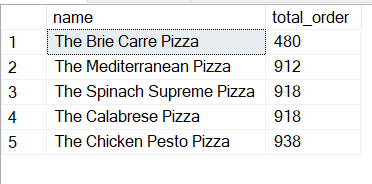 name total_order
1 The Brie Carre Pizza 480
2 The Mediterranean Pizza 912
3 The Spinach Supreme Pizza 918
4 The Calabrese Pizza 918
5 The Chicken Pesto Pizza 938